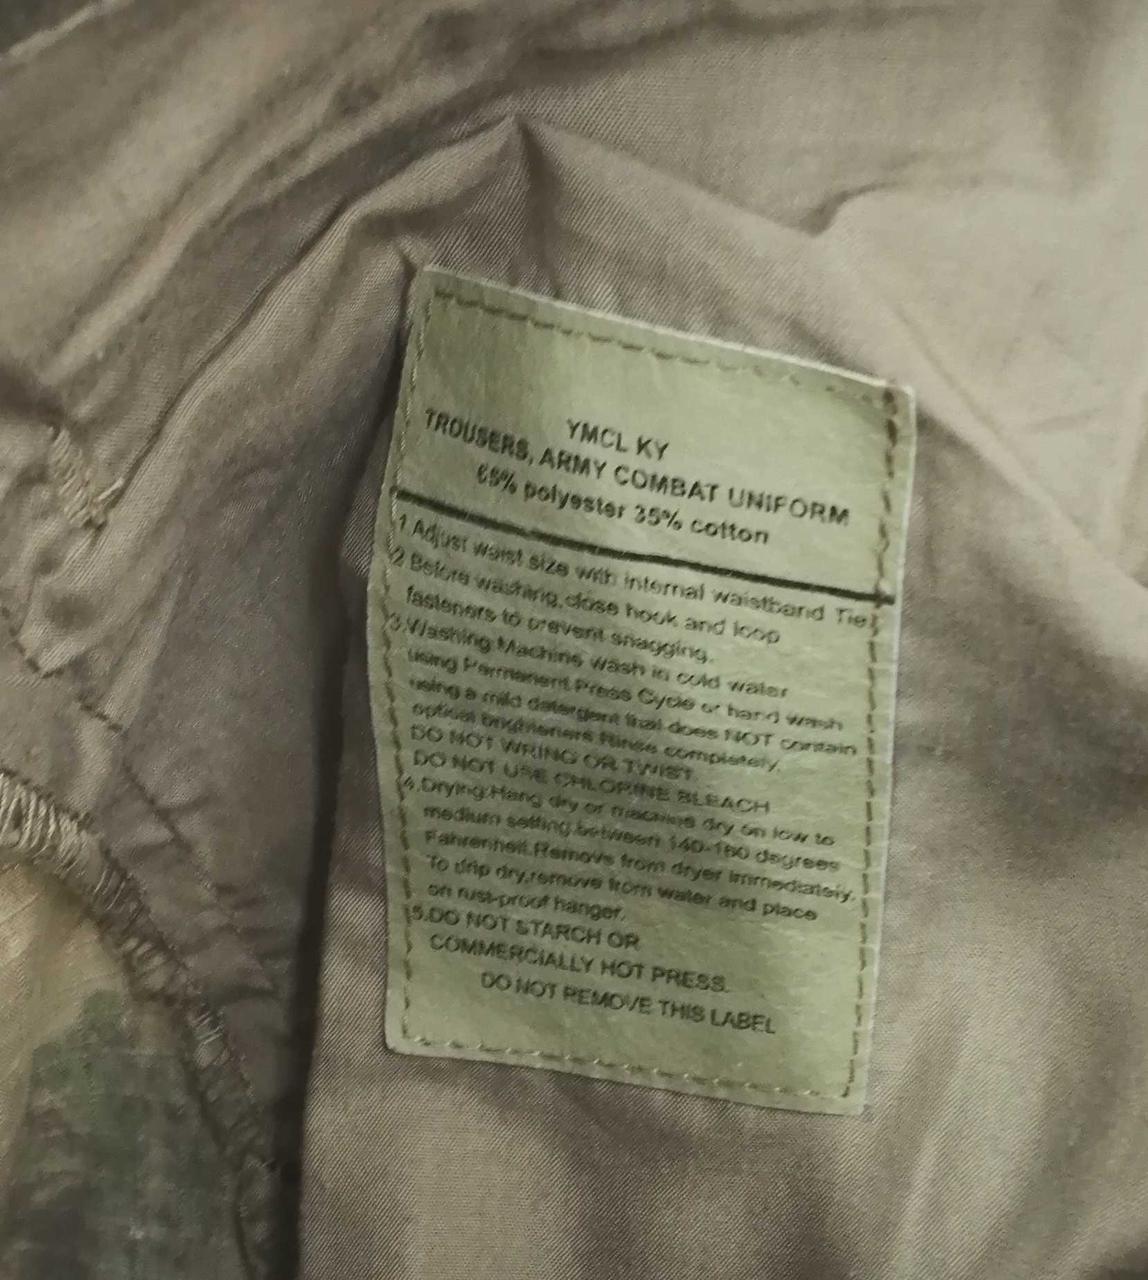 YMCL KY
TROUSERS, ARMY COMBAT UNIFORM
65% polyester 35% cotton
1.Adjust waist size with internal waistband Tie
2 Before washing,close hook and loop
fasteners to prevent snagging.
3.Washing:Machine wash in cold water
using Permanent Press Cycle or hand wash
using a mild detergent that does NOT contain
optical brighteners Rinse completely.
DO NOT WRING OR TWIST.
DO NOT USE CHLORINE BLEACH
4.Drying:Hang dry or machine dry on low to
medium setting,between 140-160 degrees
Fahrenheit.Remove from dryer immediately.
To drip dry,remove from water and place
on rust-proof hanger.
5.DO NOT STARCH OR
COMMERCIALLY HOT PRESS.
DO NOT REMOVE THIS LABEL